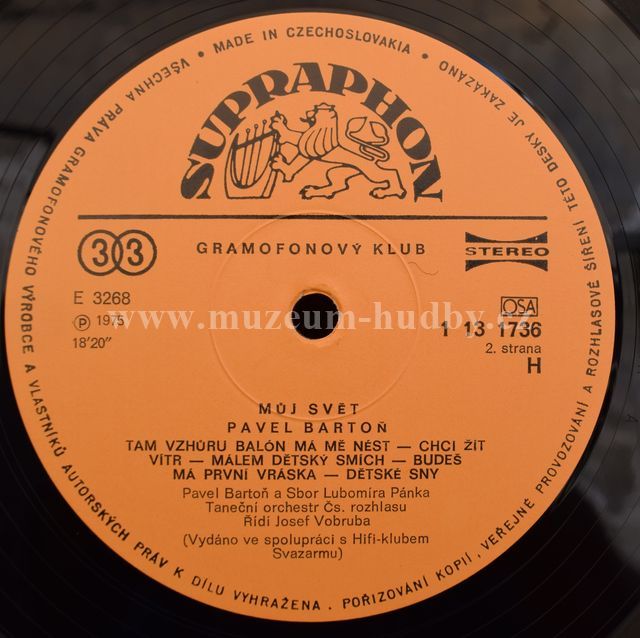 VŠECHNA PRÁVA GRAMOFONOVÉHO VÝROBCE A VLASTNÍKŮ AUTORSKÝCH PRÁV K DÍLU VYHRAŽENA . POŘIZOVÁNÍ KOPIÍ, VEŘEJNÉ PROVOZOVÁNÍ A ROZHLASOVÉ ŠÍŘENÍ TÉTO DESKY JE ZAKÁZÁNO
• MADE IN CZECHOSLOVAKIA •
SUPRAPHON
33
GRAMOFONOVÝ KLUB
STEREO
E 3268
OSA
℗ 1975
www.muzeum-hudby.cz
1 13 1736
18'20"
2. strana
H
MŮJ SVĚT
PAVEL BARTOŇ
TAM VZHŮRU BALÓN MÁ MĚ NÉST — CHCI ŽÍT
VÍTR — MÁLEM DĚTSKÝ SMÍCH — BUDEŠ
MÁ PRVNÍ VRÁSKA — DĚTSKÉ SNY
Pavel Bartoň a Sbor Lubomíra Pánka
Taneční orchestr Čs. rozhlasu
Řídí Josef Vobruba
(Vydáno ve spolupráci s Hifi-klubem
Svazarmu)